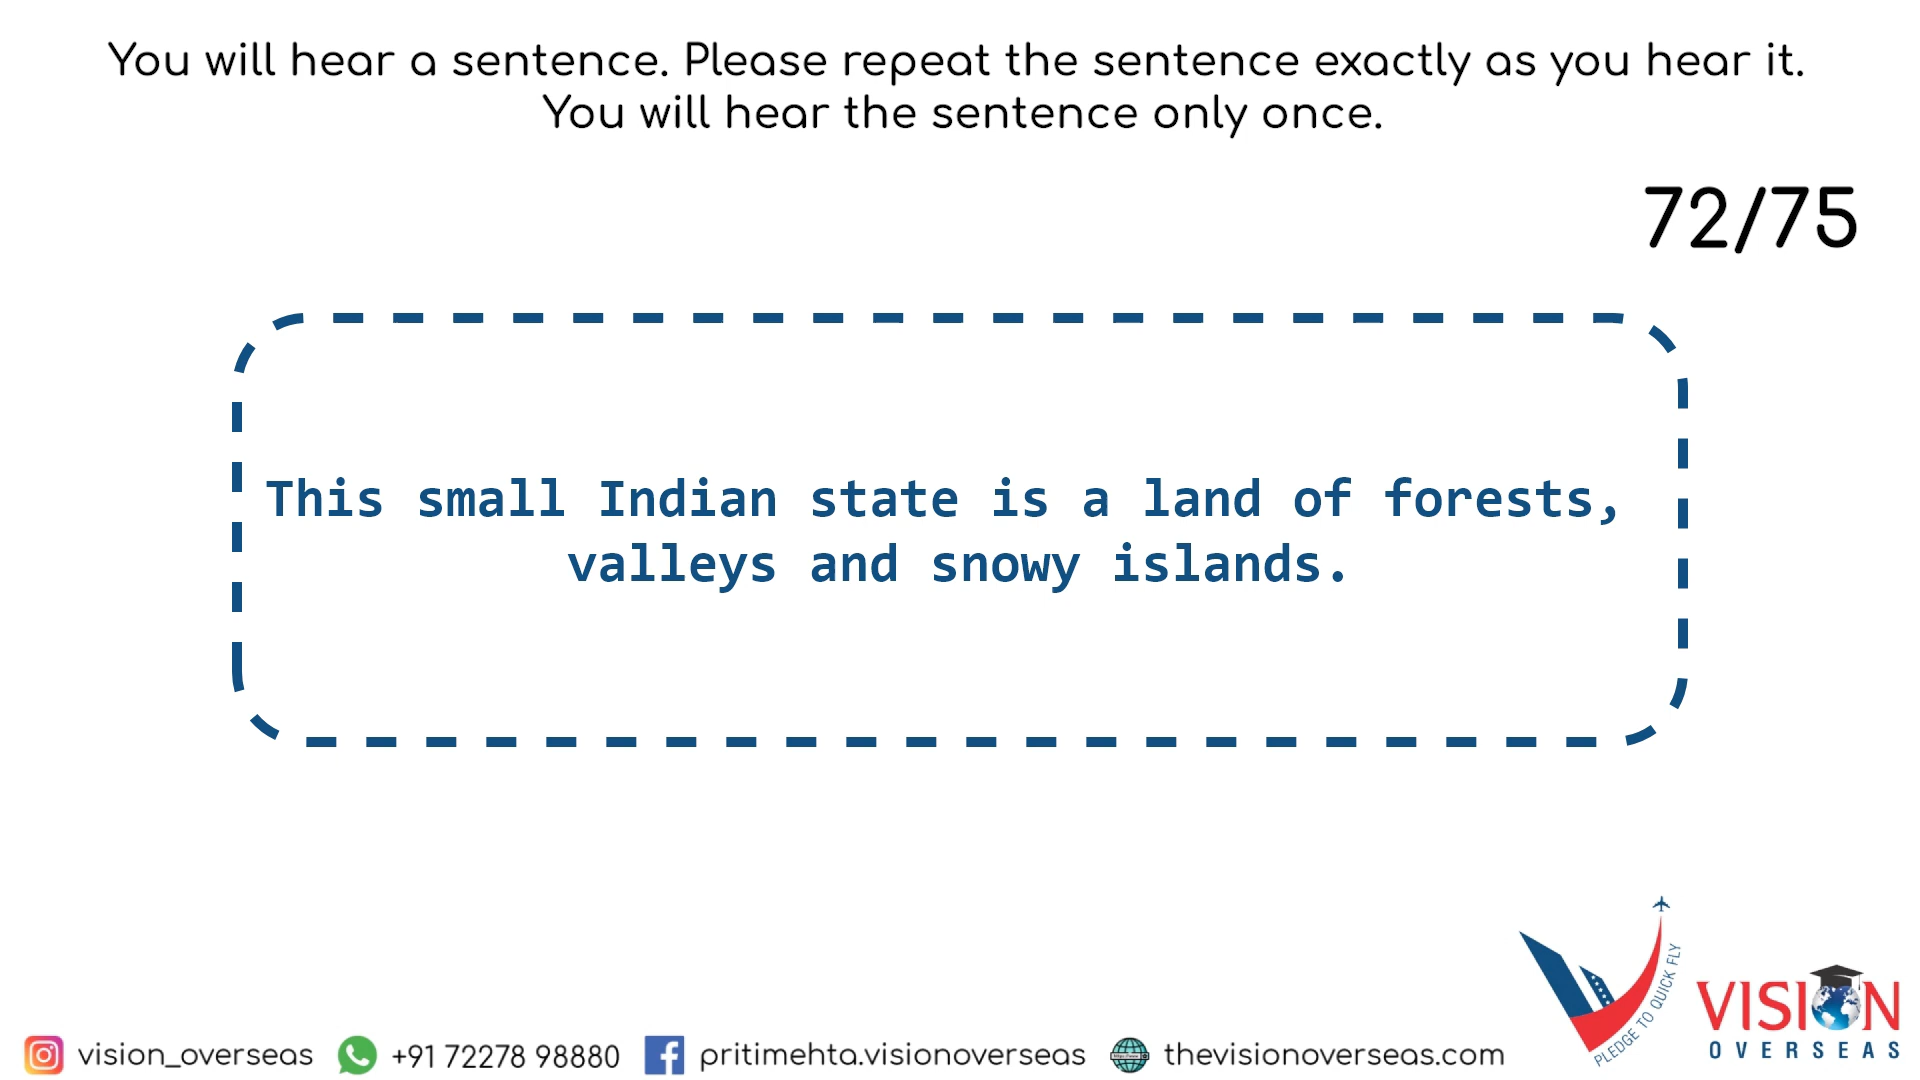 You will hear a sentence. Please repeat the sentence exactly as you hear it.
You will hear the sentence only once.
72/75
This small Indian state is a land of forests,
valleys and snowy islands.
PLEDGE TO QUICK FLY
VISION
OVERSEAS
vision_overseas
+91 72278 98880
pritimehta.visionoverseas
thevisionoverseas.com